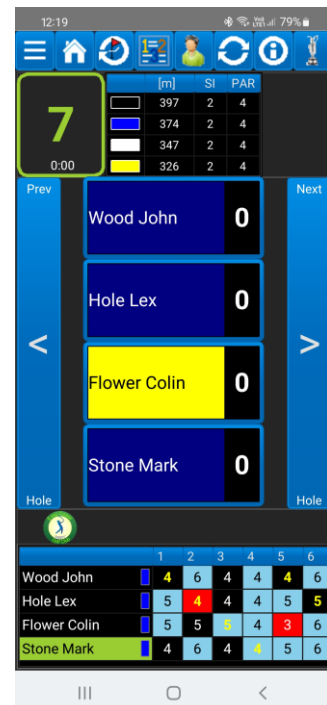 12:19 79%
[m] SI PAR
7 397 2 4
374 2 4
347 2 4
0:00 326 2 4
Prev Next
Wood John 0
Hole Lex 0
< >
Flower Colin 0
Stone Mark 0
Hole Hole
1 2 3 4 5 6
Wood John 4 6 4 4 4 6
Hole Lex 5 4 4 4 5 5
Flower Colin 5 5 5 4 3 6
Stone Mark 4 6 4 4 5 6